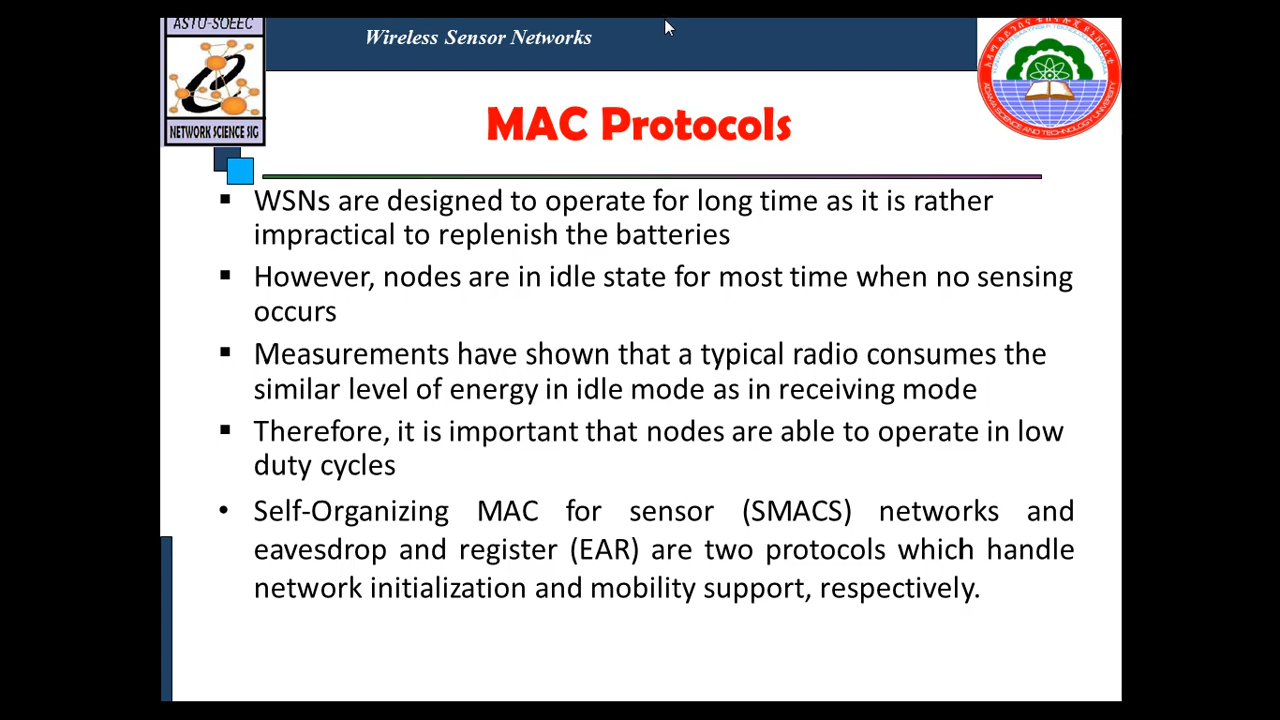 ASTU-SOEEC
Wireless Sensor Networks
NETWORK SCIENCE SIG
ADAMA SCIENCE AND TECHNOLOGY UNIVERSITY
MAC Protocols
▪ WSNs are designed to operate for long time as it is rather
impractical to replenish the batteries
▪ However, nodes are in idle state for most time when no sensing
occurs
▪ Measurements have shown that a typical radio consumes the
similar level of energy in idle mode as in receiving mode
▪ Therefore, it is important that nodes are able to operate in low
duty cycles
• Self-Organizing MAC for sensor (SMACS) networks and
eavesdrop and register (EAR) are two protocols which handle
network initialization and mobility support, respectively.